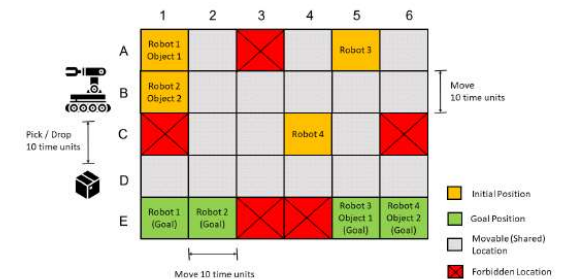 1 2 3 4 5 6
A
Robot 1
Object 1
Robot 3
B
Robot 2
Object 2
Move
10 time units
C
Robot 4
Pick / Drop
10 time units
D
E
Robot 1
(Goal)
Robot 2
(Goal)
Robot 3
Object 1
(Goal)
Robot 4
Object 2
(Goal)
Move 10 time units
Initial Position
Goal Position
Movable (Shared)
Location
Forbidden Location